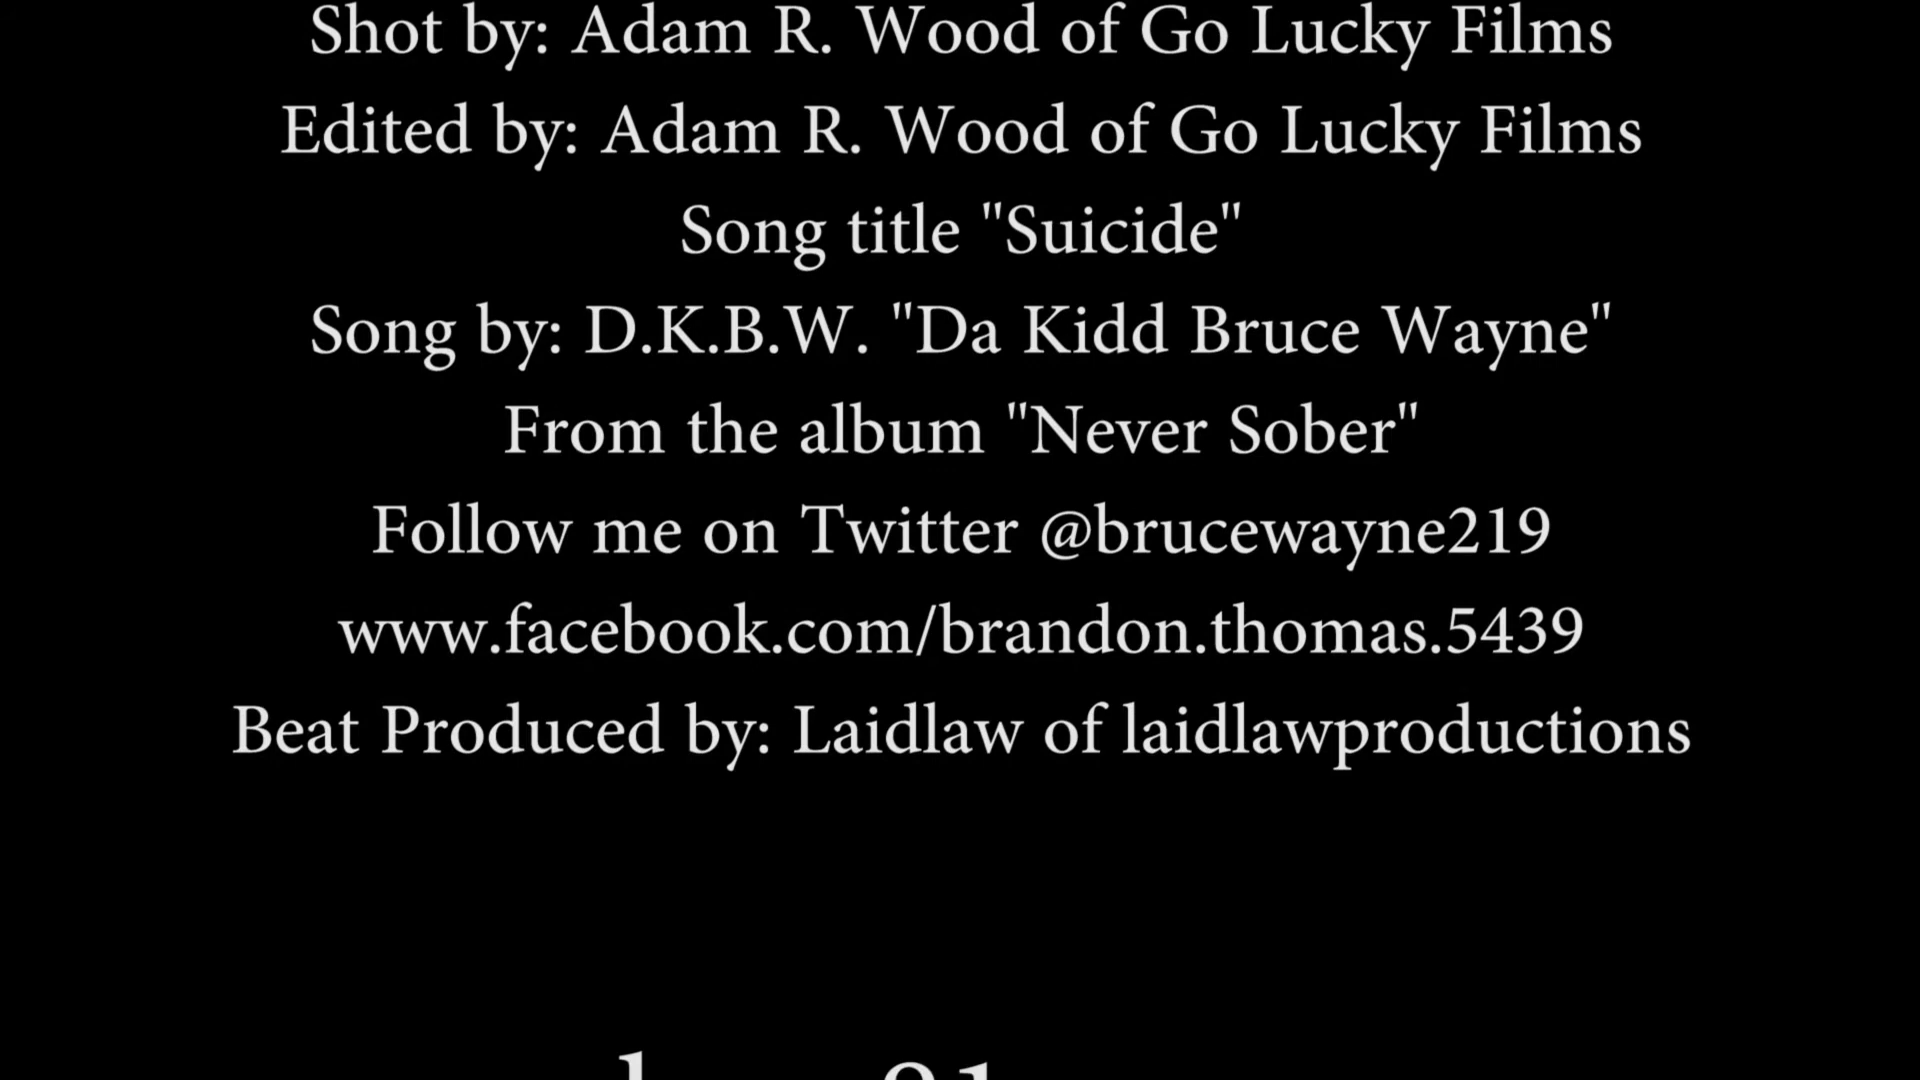 Shot by: Adam R. Wood of Go Lucky Films
Edited by: Adam R. Wood of Go Lucky Films
Song title "Suicide"
Song by: D.K.B.W. "Da Kidd Bruce Wayne"
From the album "Never Sober"
Follow me on Twitter @brucewayne219
www.facebook.com/brandon.thomas.5439
Beat Produced by: Laidlaw of laidlawproductions